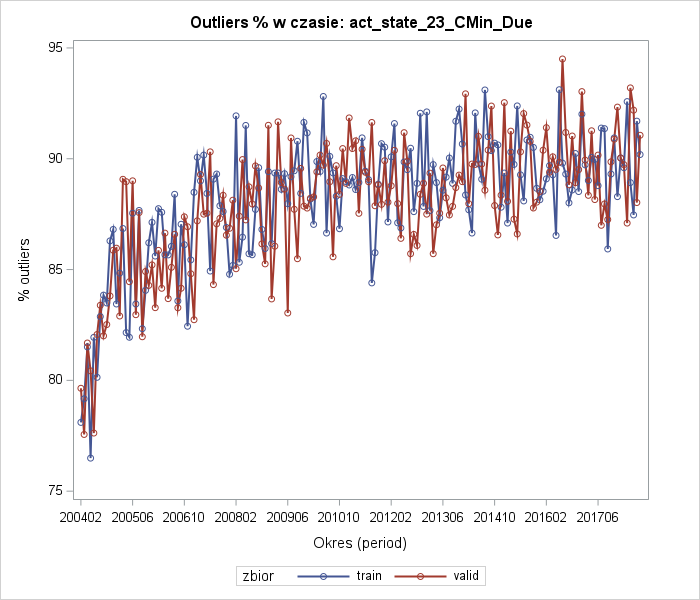 Outliers % w czasie: act_state_23_CMin_Due
95
90
85
80
75
% outliers
200402 200506 200610 200802 200906 201010 201202 201306 201410 201602 201706
Okres (period)
zbior train valid